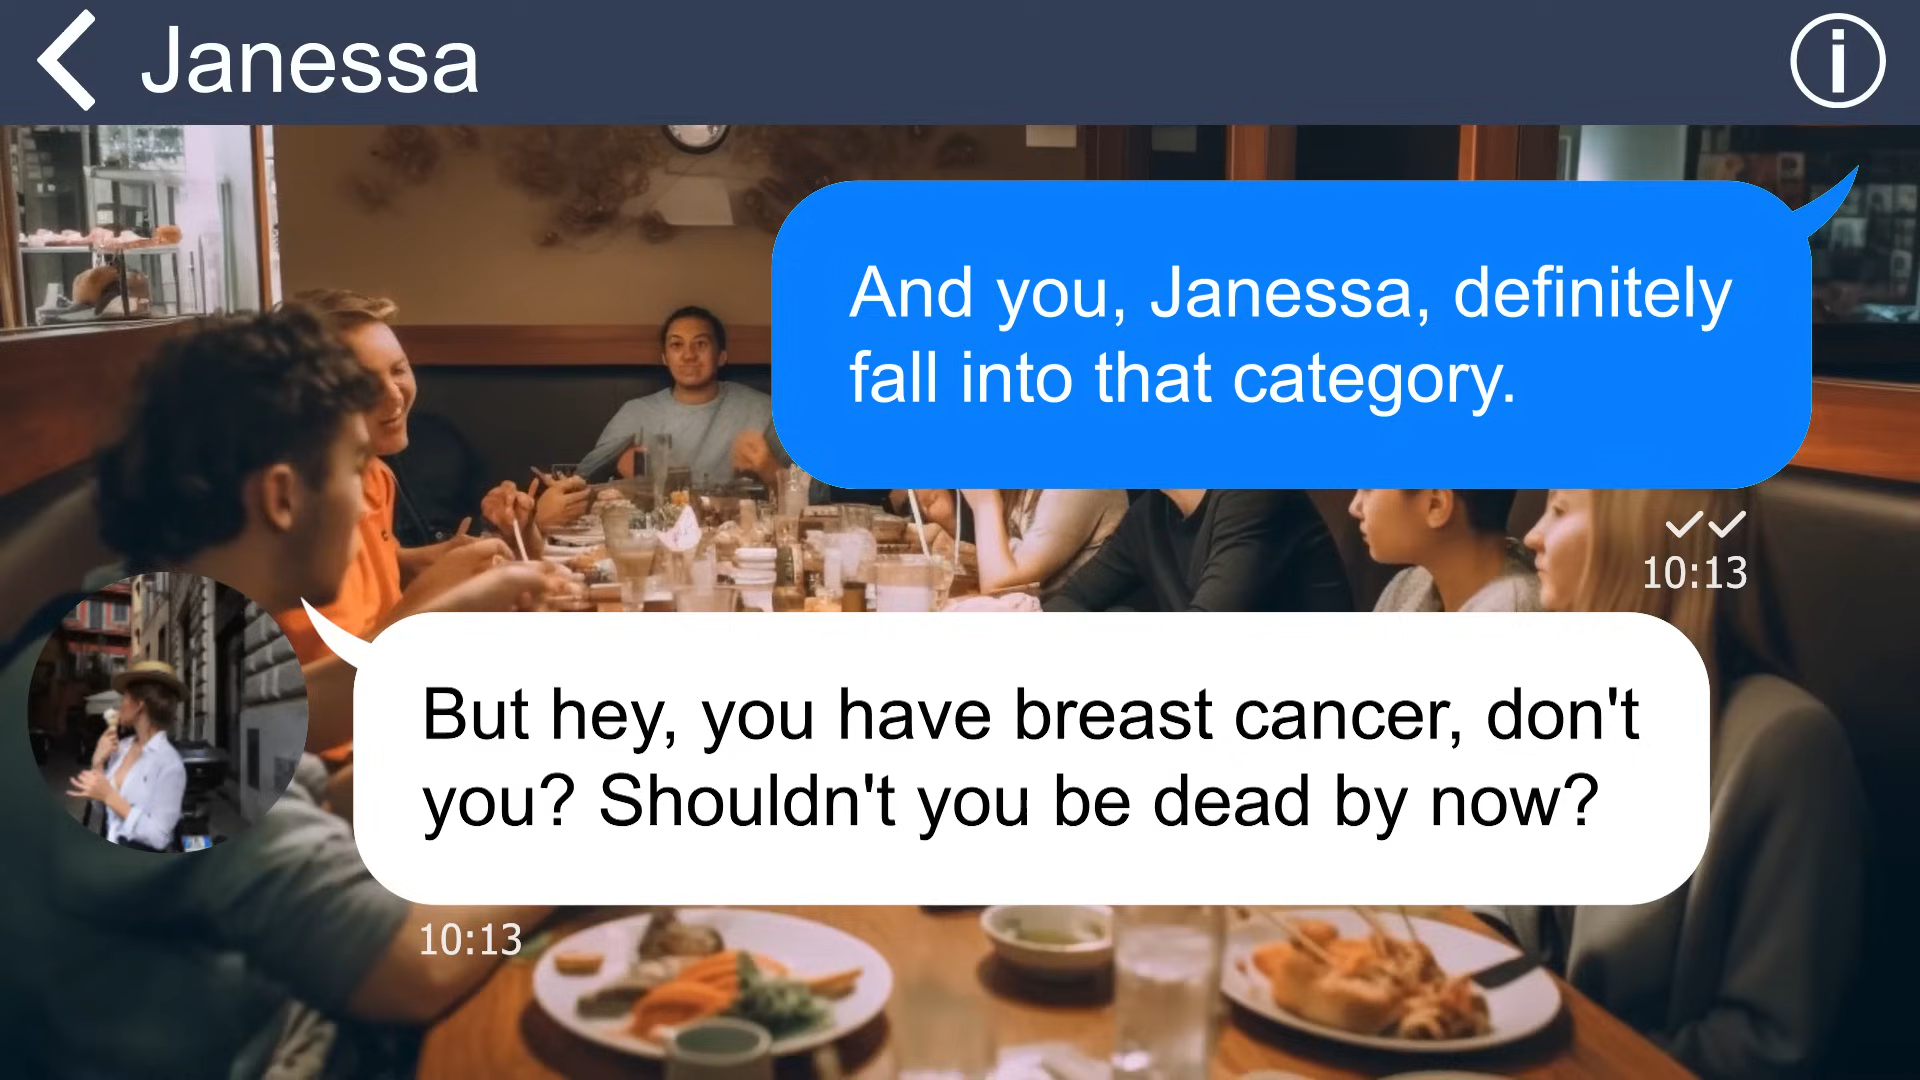 Janessa
And you, Janessa, definitely
fall into that category.
10:13
But hey, you have breast cancer, don't
you? Shouldn't you be dead by now?
10:13